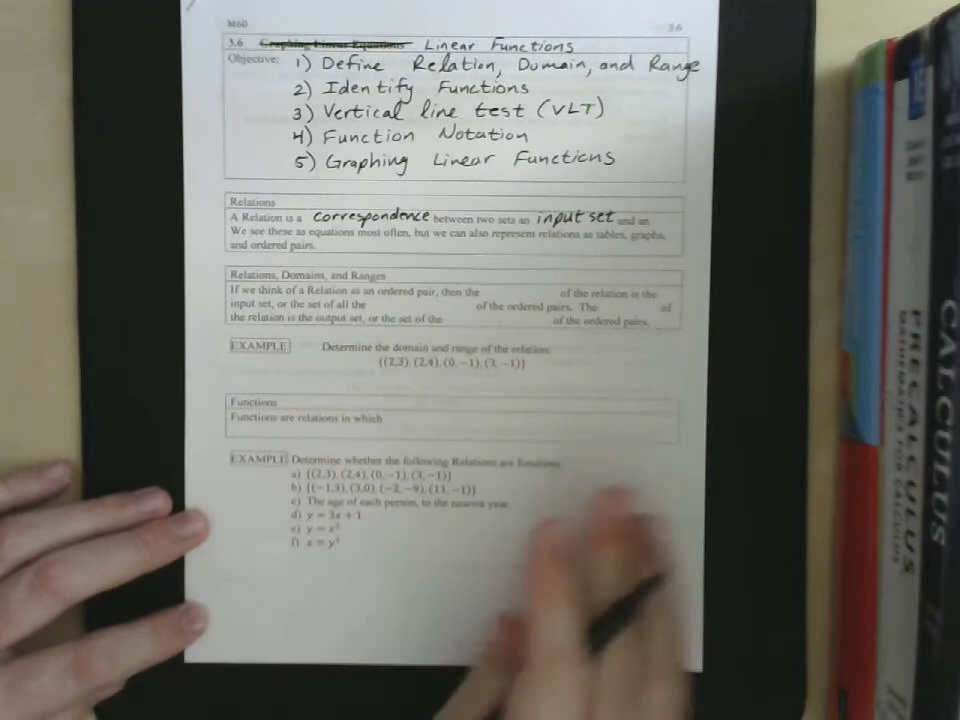 M60
3.6
3.6 Graphing Linear Equations Linear Functions
Objective: 1) Define Relation, Domain, and Range
2) Identify Functions
3) Vertical line test (VLT)
4) Function Notation
5) Graphing Linear Functions
Relations
A Relation is a correspondence between two sets an input set and an
We see these as equations most often, but we can also represent relations as tables, graphs,
and ordered pairs.
Relations, Domains, and Ranges
If we think of a Relation as an ordered pair, then the of the relation is the
input set, or the set of all the of the ordered pairs. The of
the relation is the output set, or the set of the of the ordered pairs.
EXAMPLE Determine the domain and range of the relation:
{(2,3), (2,4), (0,−1), (3,−1)}
Functions
Functions are relations in which
EXAMPLE Determine whether the following Relations are functions
a) {(2,3), (2,4), (0,−1), (3,−1)}
b) {(−1,3), (3,0), (−2,−9), (11,−1)}
c) The age of each person, to the nearest year.
d) y = 3x + 1
e) y = x²
f) x = y²
PRECALCULUS
MATHEMATICS FOR CALCULUS
CALCULUS